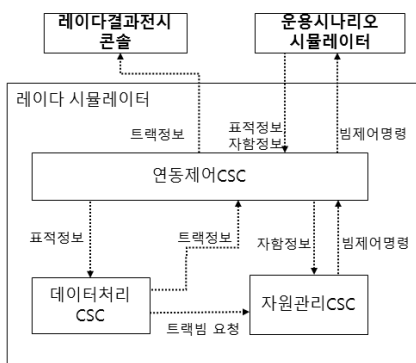 레이다결과전시
콘솔
운용시나리오
시뮬레이터
레이다 시뮬레이터
트랙정보
표적정보
자함정보
빔제어명령
연동제어CSC
표적정보
트랙정보
자함정보
빔제어명령
데이터처리
CSC
트랙빔 요청
자원관리CSC